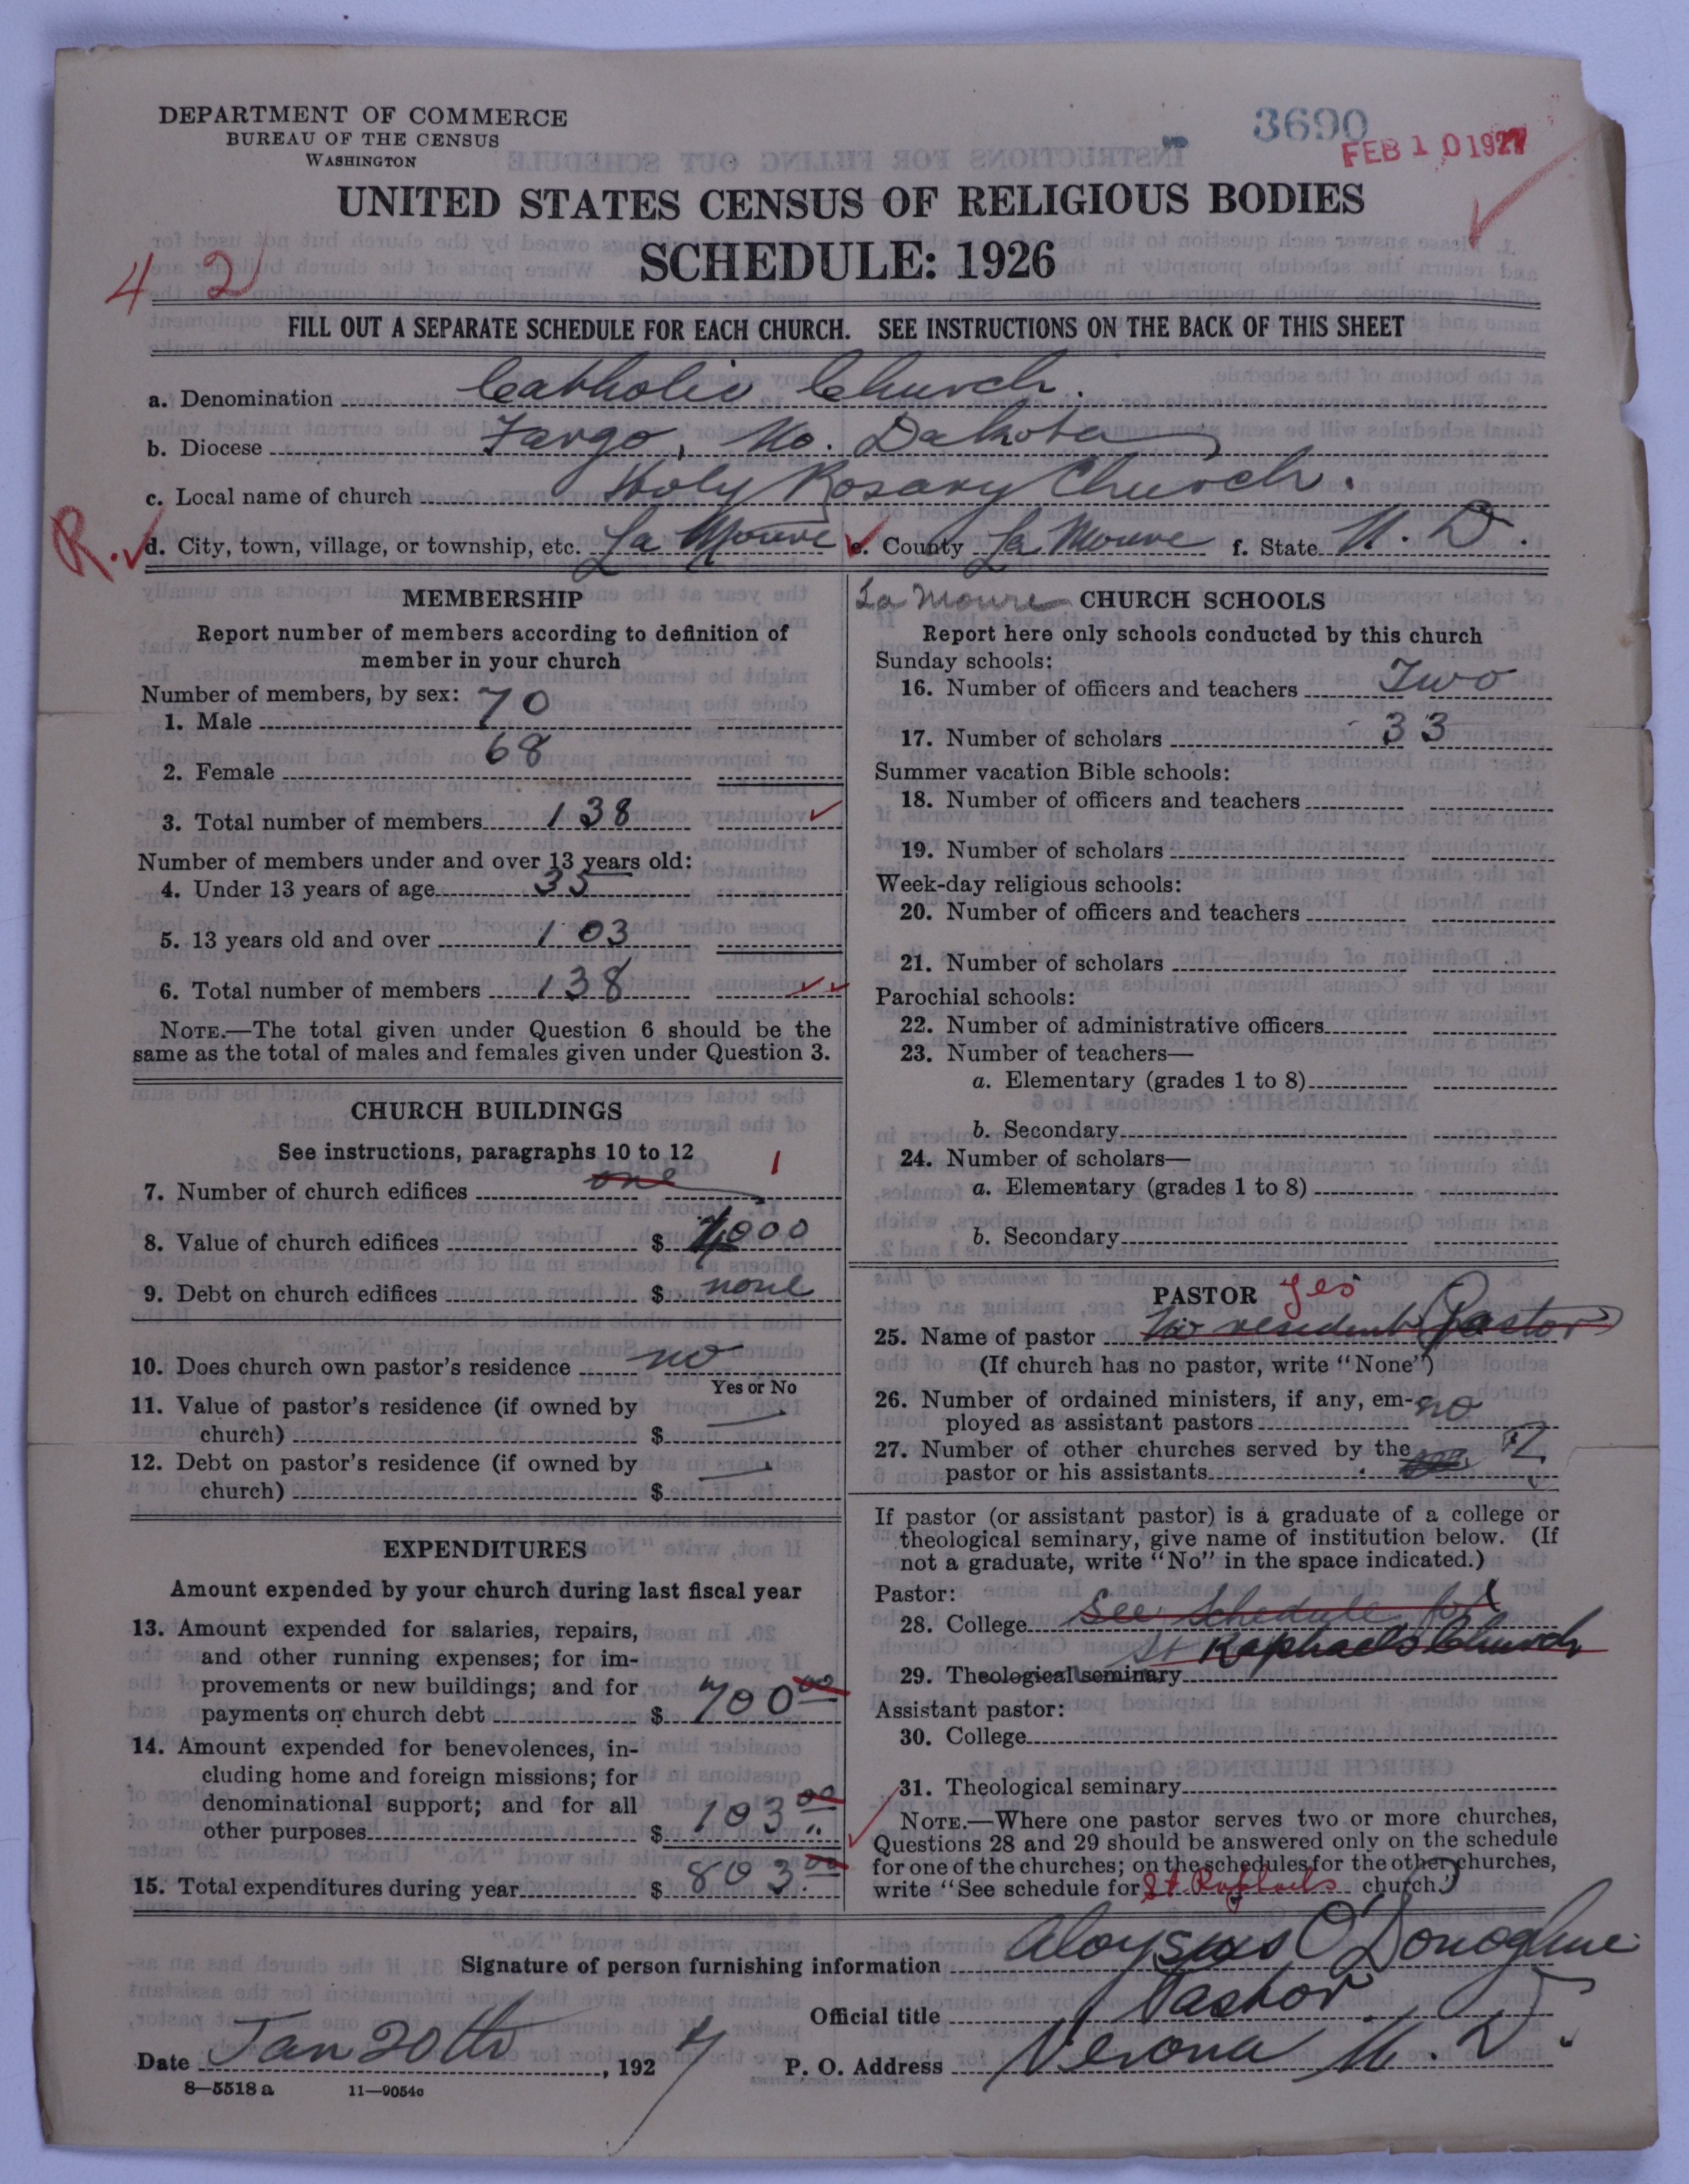 DEPARTMENT OF COMMERCE
BUREAU OF THE CENSUS
WASHINGTON
3690
FEB 10 1927
UNITED STATES CENSUS OF RELIGIOUS BODIES
SCHEDULE: 1926
4 2
FILL OUT A SEPARATE SCHEDULE FOR EACH CHURCH. SEE INSTRUCTIONS ON THE BACK OF THIS SHEET
a. Denomination Catholic Church.
b. Diocese Fargo, No. Dakota
c. Local name of church Holy Rosary Church.
R. d. City, town, village, or township, etc. La Moure e. County La Moure f. State N. D.
MEMBERSHIP
Report number of members according to definition of
member in your church
Number of members, by sex:
1. Male 70
2. Female 68
3. Total number of members 138
Number of members under and over 13 years old:
4. Under 13 years of age 35
5. 13 years old and over 103
6. Total number of members 138
NOTE.—The total given under Question 6 should be the
same as the total of males and females given under Question 3.
CHURCH BUILDINGS
See instructions, paragraphs 10 to 12
7. Number of church edifices one 1
8. Value of church edifices $ 4000
9. Debt on church edifices $ none
10. Does church own pastor's residence no
Yes or No
11. Value of pastor's residence (if owned by
church) $ —
12. Debt on pastor's residence (if owned by
church) $ —
EXPENDITURES
Amount expended by your church during last fiscal year
13. Amount expended for salaries, repairs,
and other running expenses; for im-
provements or new buildings; and for
payments on church debt $ 700 00
14. Amount expended for benevolences, in-
cluding home and foreign missions; for
denominational support; and for all
other purposes $ 103 00
15. Total expenditures during year $ 803 00
La Moure CHURCH SCHOOLS
Report here only schools conducted by this church
Sunday schools:
16. Number of officers and teachers Two
17. Number of scholars 33
Summer vacation Bible schools:
18. Number of officers and teachers
19. Number of scholars
Week-day religious schools:
20. Number of officers and teachers
21. Number of scholars
Parochial schools:
22. Number of administrative officers
23. Number of teachers—
a. Elementary (grades 1 to 8)
b. Secondary
24. Number of scholars—
a. Elementary (grades 1 to 8)
b. Secondary
PASTOR Yes
25. Name of pastor No resident Pastor
(If church has no pastor, write "None")
26. Number of ordained ministers, if any, em-
ployed as assistant pastors no
27. Number of other churches served by the
pastor or his assistants 2
If pastor (or assistant pastor) is a graduate of a college or
theological seminary, give name of institution below. (If
not a graduate, write "No" in the space indicated.)
Pastor:
28. College See Schedule for
St Raphaels Church
29. Theological seminary
Assistant pastor:
30. College
31. Theological seminary
NOTE.—Where one pastor serves two or more churches,
Questions 28 and 29 should be answered only on the schedule
for one of the churches; on the schedules for the other churches,
write "See schedule for St. Raphaels church.")
Signature of person furnishing information Aloysius O'Donoghue
Official title Pastor
Date Jan 20th, 1927 P. O. Address Verona N. D.
8—5518a 11—9054c